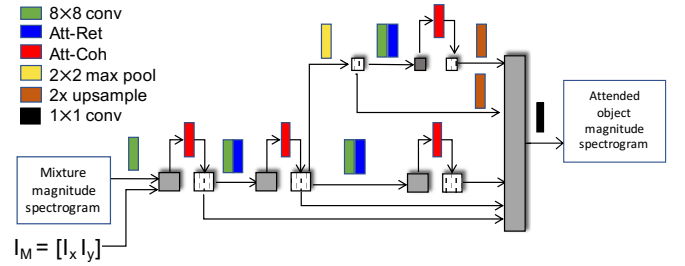 8×8 conv
Att-Ret
Att-Coh
2×2 max pool
2x upsample
1×1 conv
Mixture
magnitude
spectrogram
I_M = [I_x I_y]
Attended
object
magnitude
spectrogram